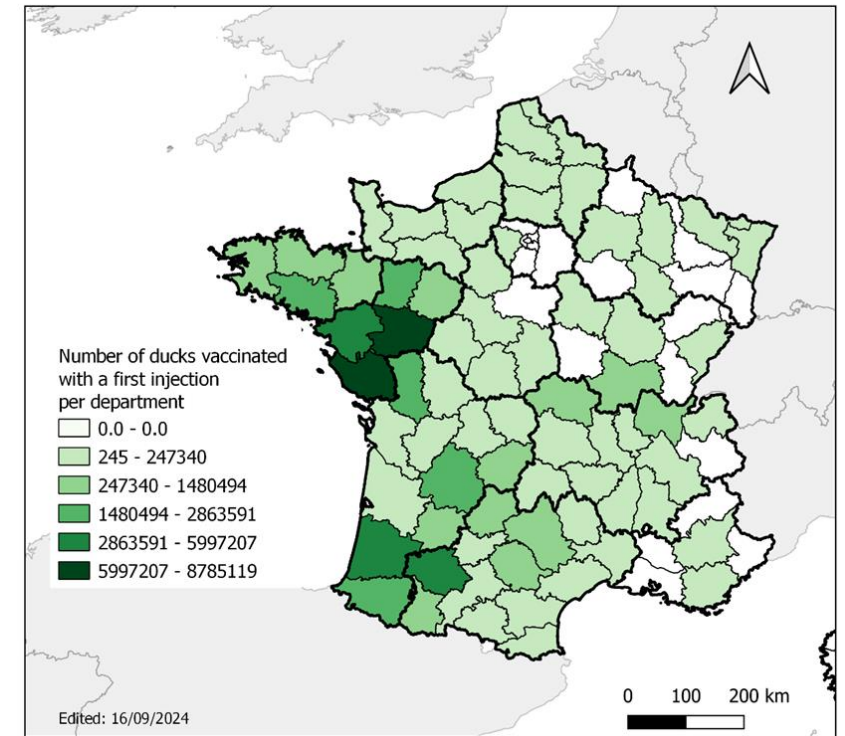 Number of ducks vaccinated
with a first injection
per department
0.0 - 0.0
245 - 247340
247340 - 1480494
1480494 - 2863591
2863591 - 5997207
5997207 - 8785119
Edited: 16/09/2024
0 100 200 km